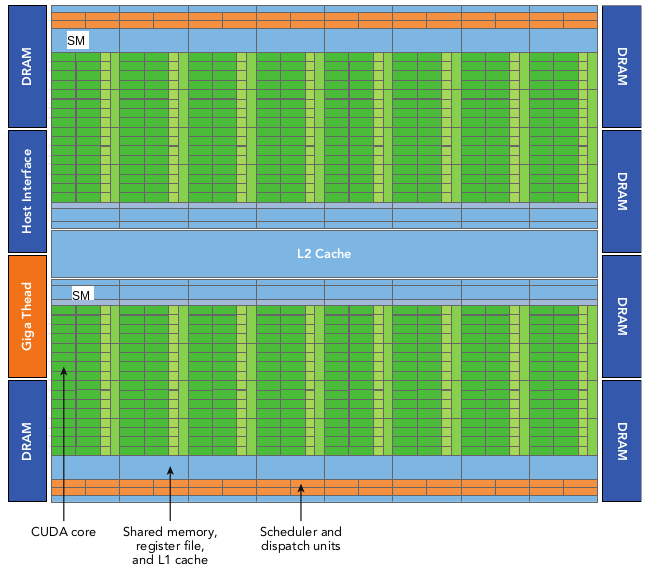 DRAM
Host Interface
Giga Thead
DRAM
SM
L2 Cache
SM
DRAM
DRAM
DRAM
DRAM
CUDA core
Shared memory,
register file,
and L1 cache
Scheduler and
dispatch units